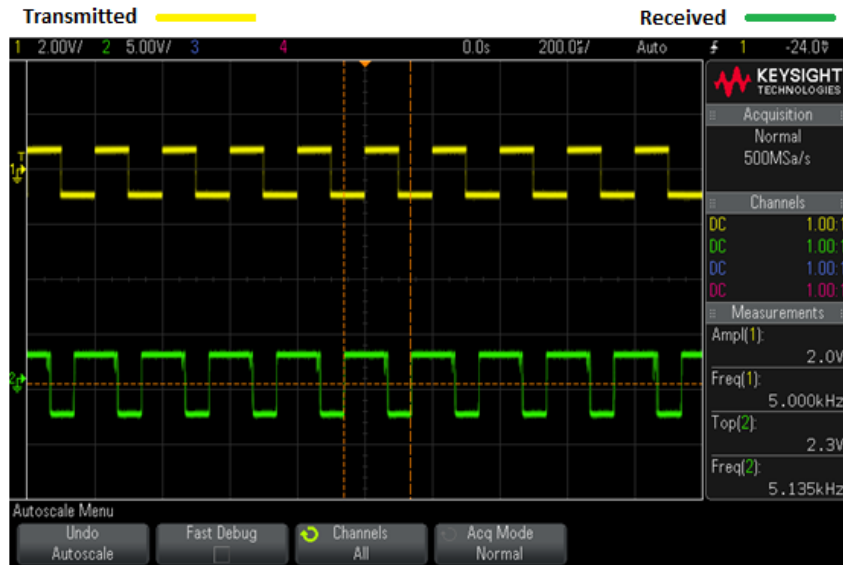 Transmitted Received
1 2.00V/ 2 5.00V/ 3 4 0.0s 200.0µs/ Auto 1 -24.0V
KEYSIGHT
TECHNOLOGIES
Acquisition
Normal
500MSa/s
Channels
DC 1.00:1
DC 1.00:1
DC 1.00:1
DC 1.00:1
Measurements
Ampl(1):
2.0V
Freq(1):
5.000kHz
Top(2):
2.3V
Freq(2):
5.135kHz
T
1
2
Autoscale Menu
Undo Autoscale
Fast Debug
Channels All
Acq Mode Normal